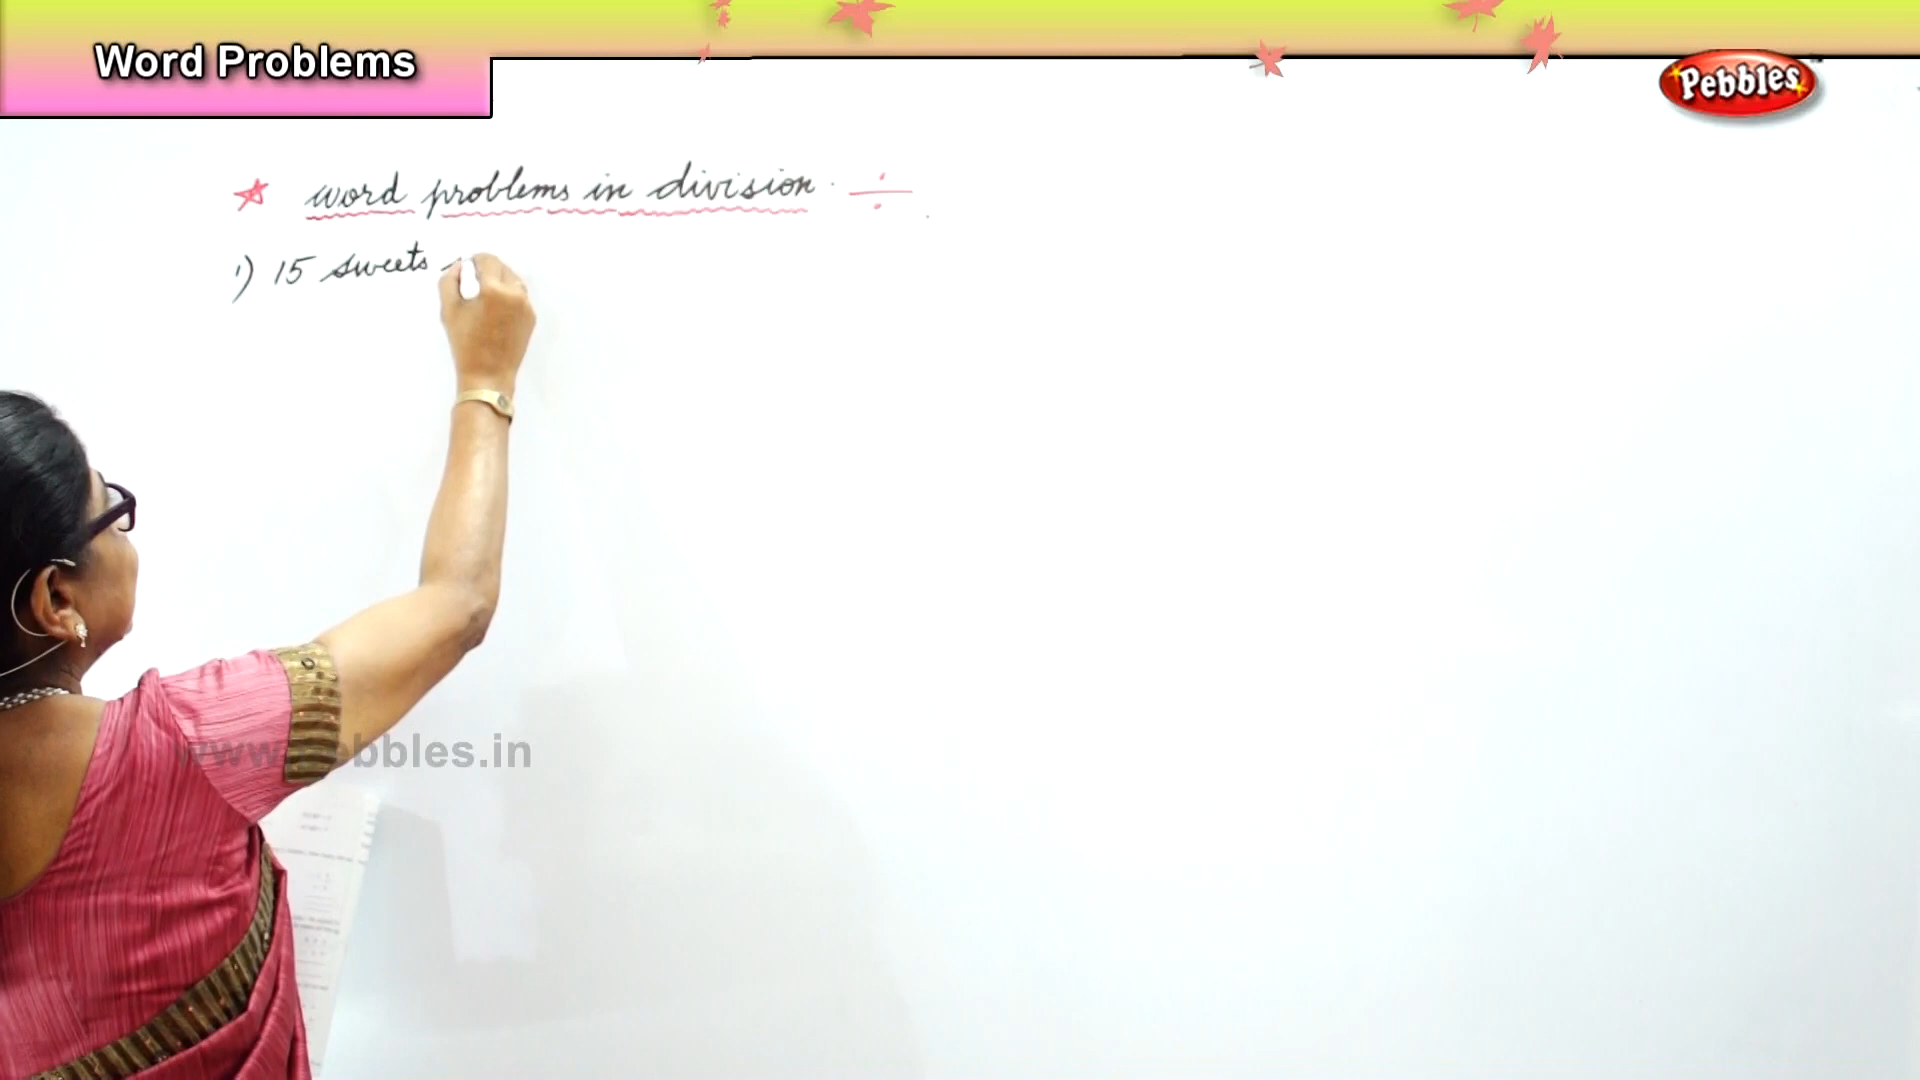 Word Problems
Pebbles
word problems in division ÷
1) 15 sweets
www.pebbles.in